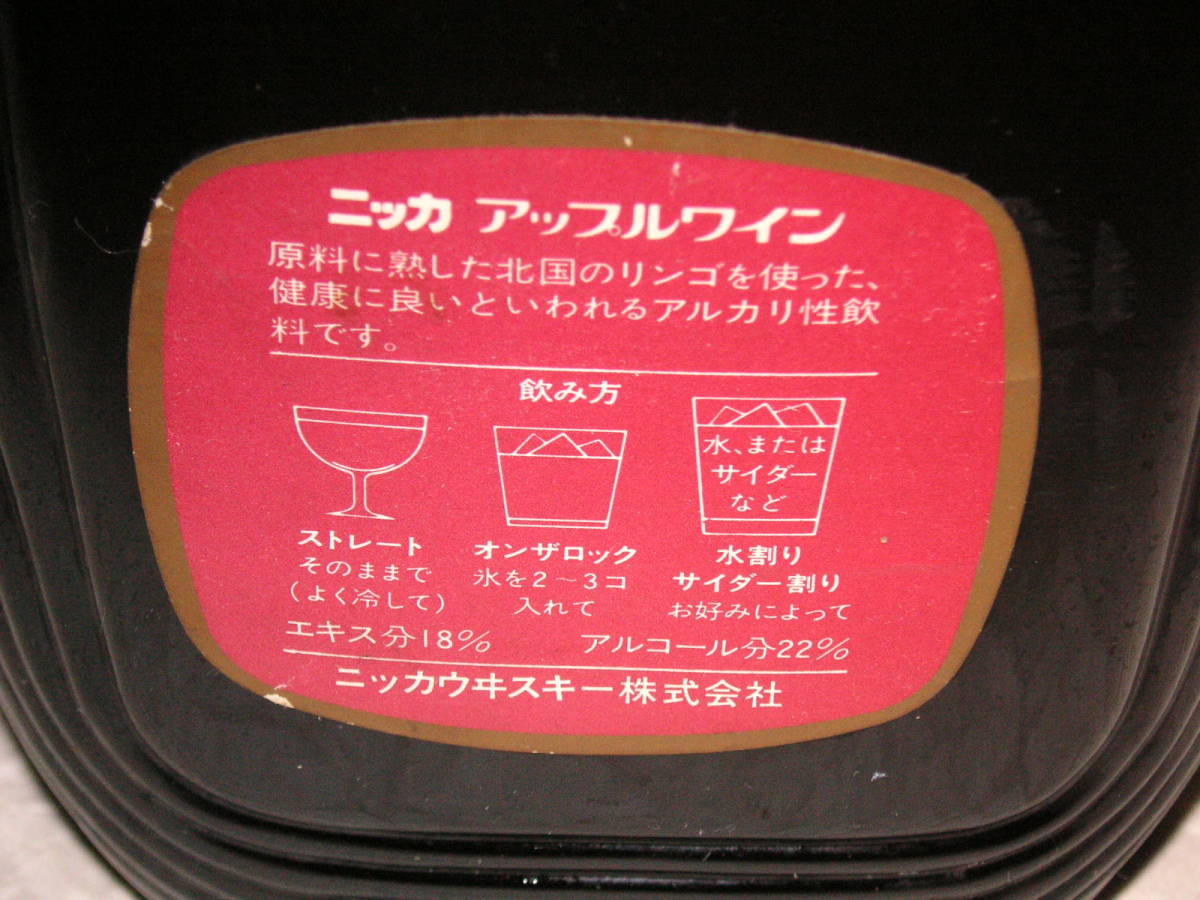 ニッカ アップルワイン
原料に熟した北国のリンゴを使った、
健康に良いといわれるアルカリ性飲
料です。
飲み方
水、または
サイダー
など
ストレート
そのままで
(よく冷して)
オンザロック
氷を2～3コ
入れて
水割り
サイダー割り
お好みによって
エキス分18% アルコール分22%
ニッカウヰスキー株式会社